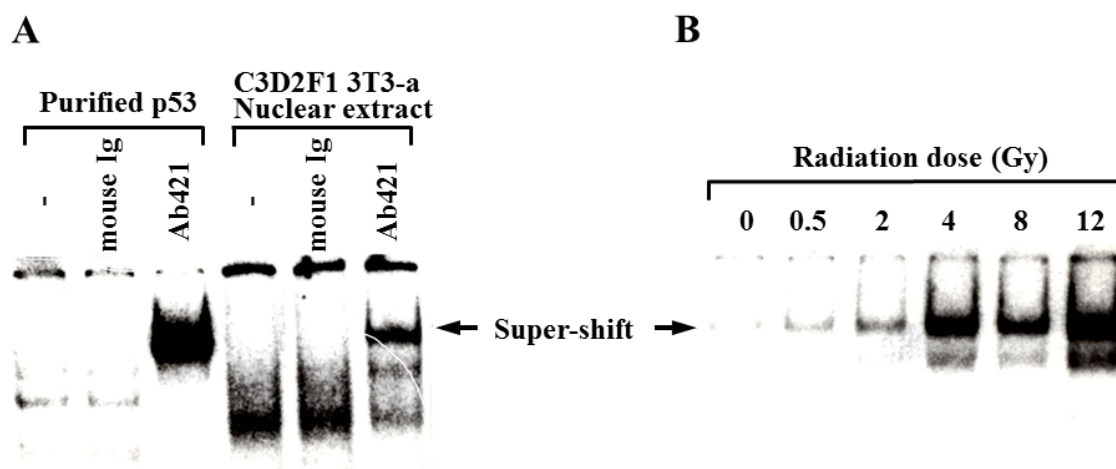 A
B
Purified p53
C3D2F1 3T3-a
Nuclear extract
-
mouse Ig
Ab421
-
mouse Ig
Ab421
Super-shift
Radiation dose (Gy)
0 0.5 2 4 8 12